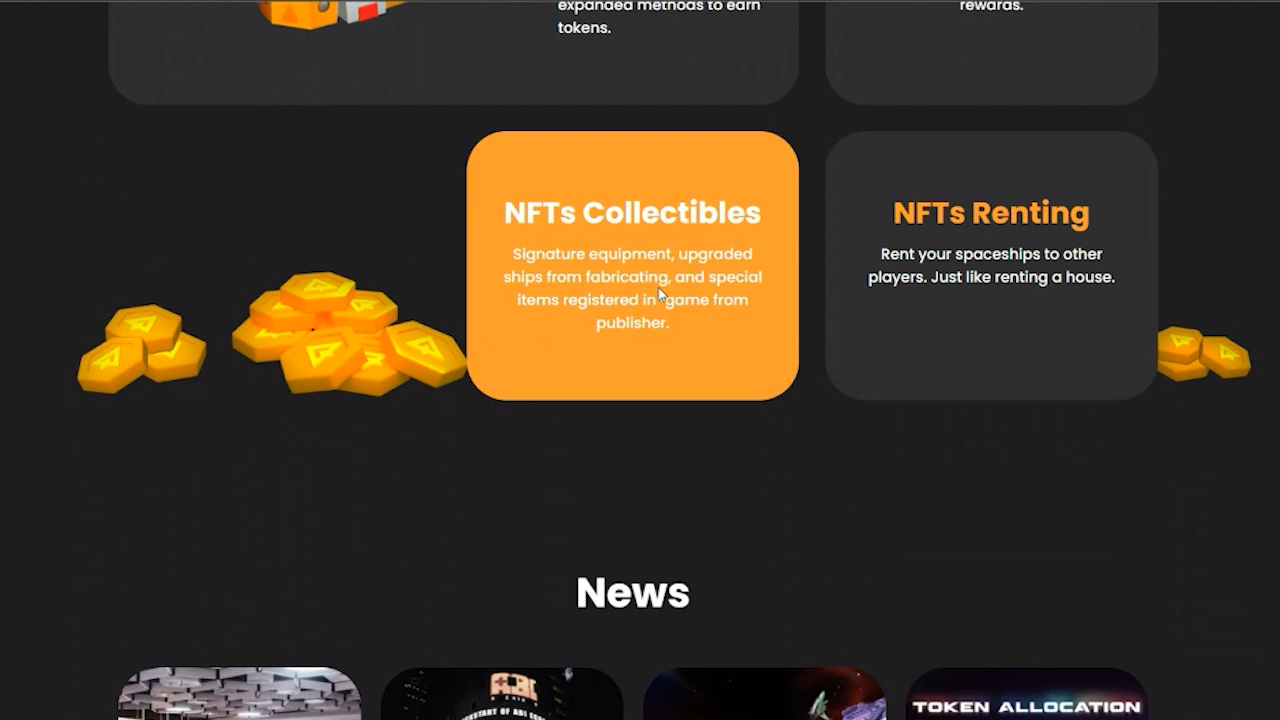 expanded methods to earn
tokens.
rewards.
NFTs Collectibles
Signature equipment, upgraded
ships from fabricating, and special
items registered in-game from
publisher.
NFTs Renting
Rent your spaceships to other
players. Just like renting a house.
News
TOKEN ALLOCATION